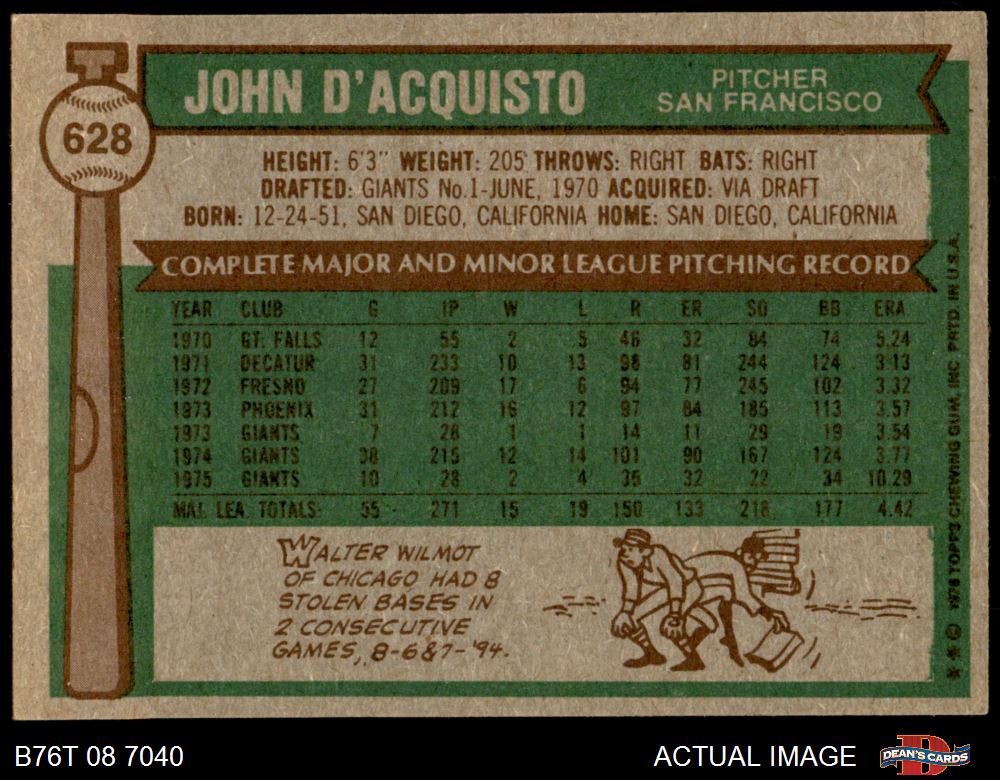 628
JOHN D'ACQUISTO
PITCHER
SAN FRANCISCO
HEIGHT: 6'3" WEIGHT: 205 THROWS: RIGHT BATS: RIGHT
DRAFTED: GIANTS No.1-JUNE, 1970 ACQUIRED: VIA DRAFT
BORN: 12-24-51, SAN DIEGO, CALIFORNIA HOME: SAN DIEGO, CALIFORNIA
COMPLETE MAJOR AND MINOR LEAGUE PITCHING RECORD
YEAR CLUB G IP W L R ER SO BB ERA
1970 GT. FALLS 12 55 2 5 46 32 84 74 5.24
1971 DECATUR 31 233 10 13 98 81 244 124 3.13
1972 FRESNO 27 209 17 6 94 77 245 102 3.32
1973 PHOENIX 31 212 16 12 97 84 185 113 3.57
1973 GIANTS 7 28 1 1 14 11 29 19 3.54
1974 GIANTS 38 215 12 14 101 90 167 124 3.77
1975 GIANTS 10 28 2 4 35 32 22 34 10.29
MAJ. LEA. TOTALS: 55 271 15 19 150 133 218 177 4.42
WALTER WILMOT
OF CHICAGO HAD 8
STOLEN BASES IN
2 CONSECUTIVE
GAMES, 8-6&7-'94.
* * © 1976 TOPPS CHEWING GUM, INC. PRTD. IN U.S.A.
B76T 08 7040
ACTUAL IMAGE
DEAN'S CARDS